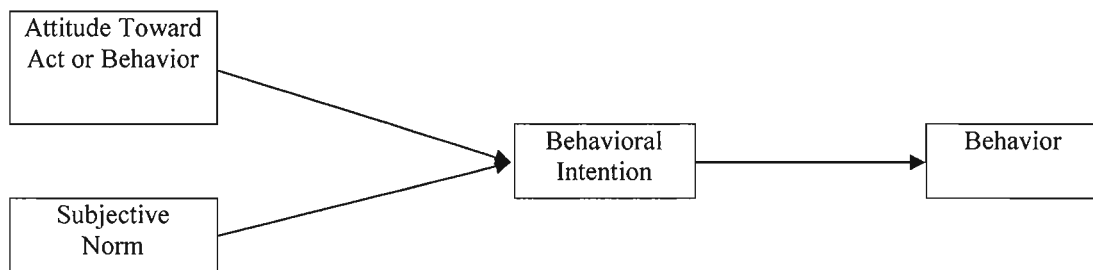 Attitude Toward
Act or Behavior
Behavioral
Intention
Behavior
Subjective
Norm